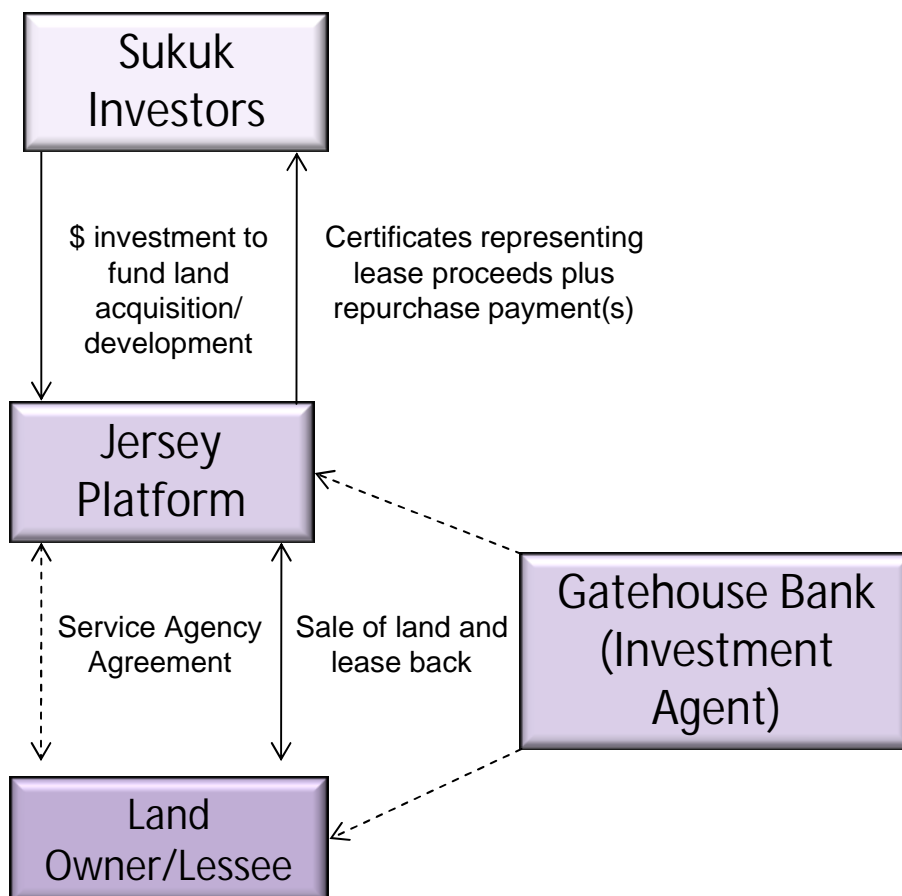 Sukuk
Investors
$ investment to
fund land
acquisition/
development
Certificates representing
lease proceeds plus
repurchase payment(s)
Jersey
Platform
Service Agency
Agreement
Sale of land and
lease back
Gatehouse Bank
(Investment
Agent)
Land
Owner/Lessee